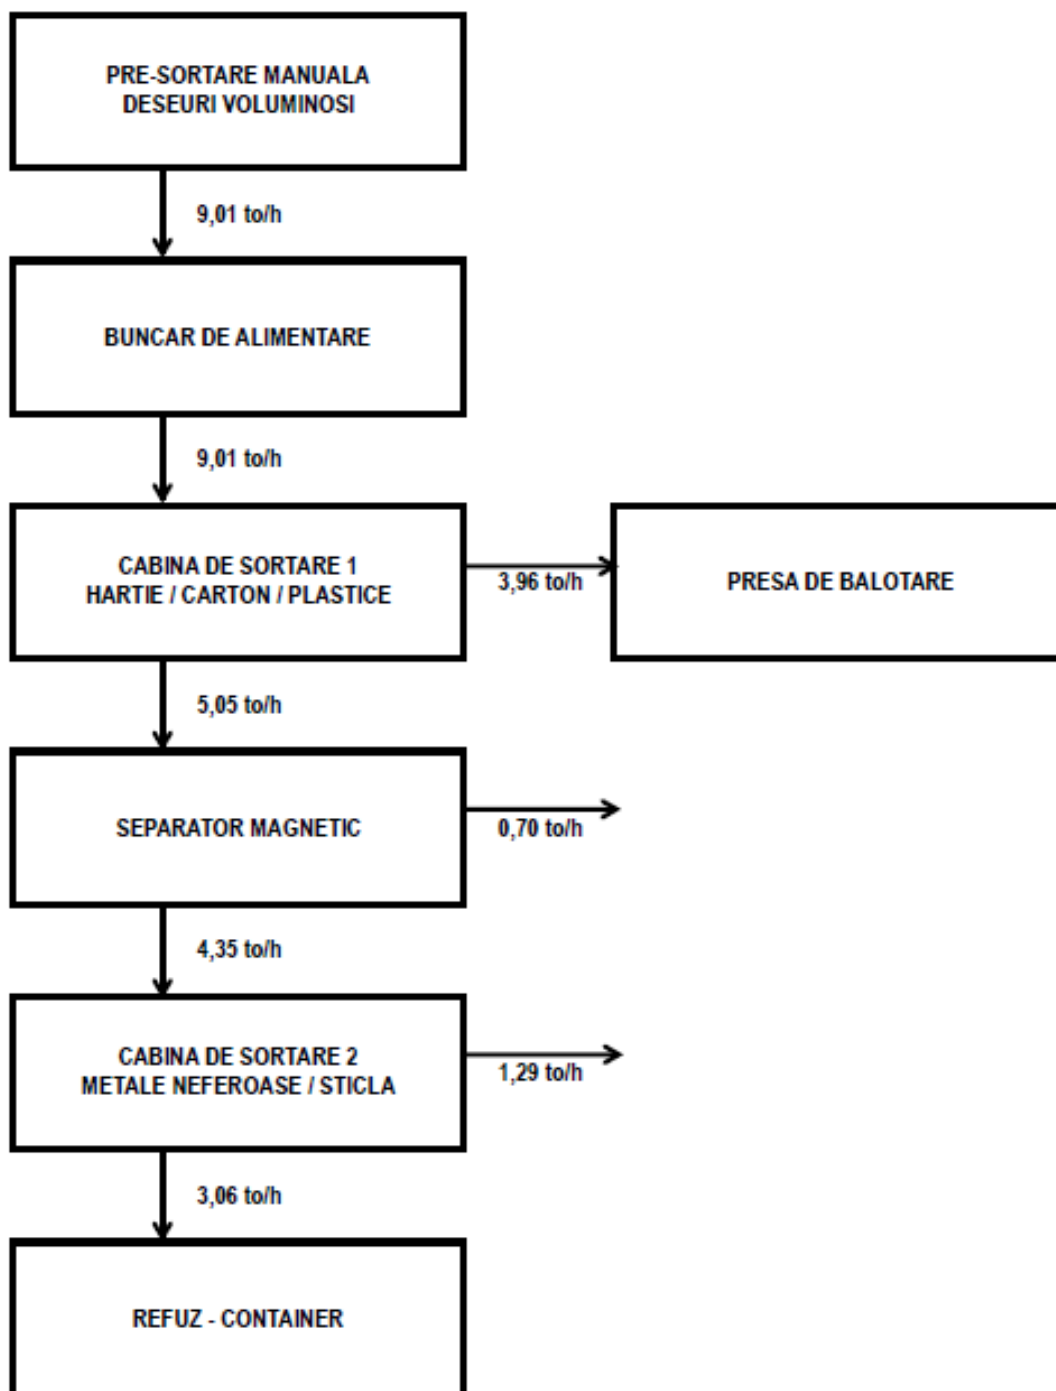 PRE-SORTARE MANUALA
DESEURI VOLUMINOSI
9,01 to/h
BUNCAR DE ALIMENTARE
9,01 to/h
CABINA DE SORTARE 1
HARTIE / CARTON / PLASTICE
3,96 to/h
PRESA DE BALOTARE
5,05 to/h
SEPARATOR MAGNETIC
0,70 to/h
4,35 to/h
CABINA DE SORTARE 2
METALE NEFEROASE / STICLA
1,29 to/h
3,06 to/h
REFUZ - CONTAINER